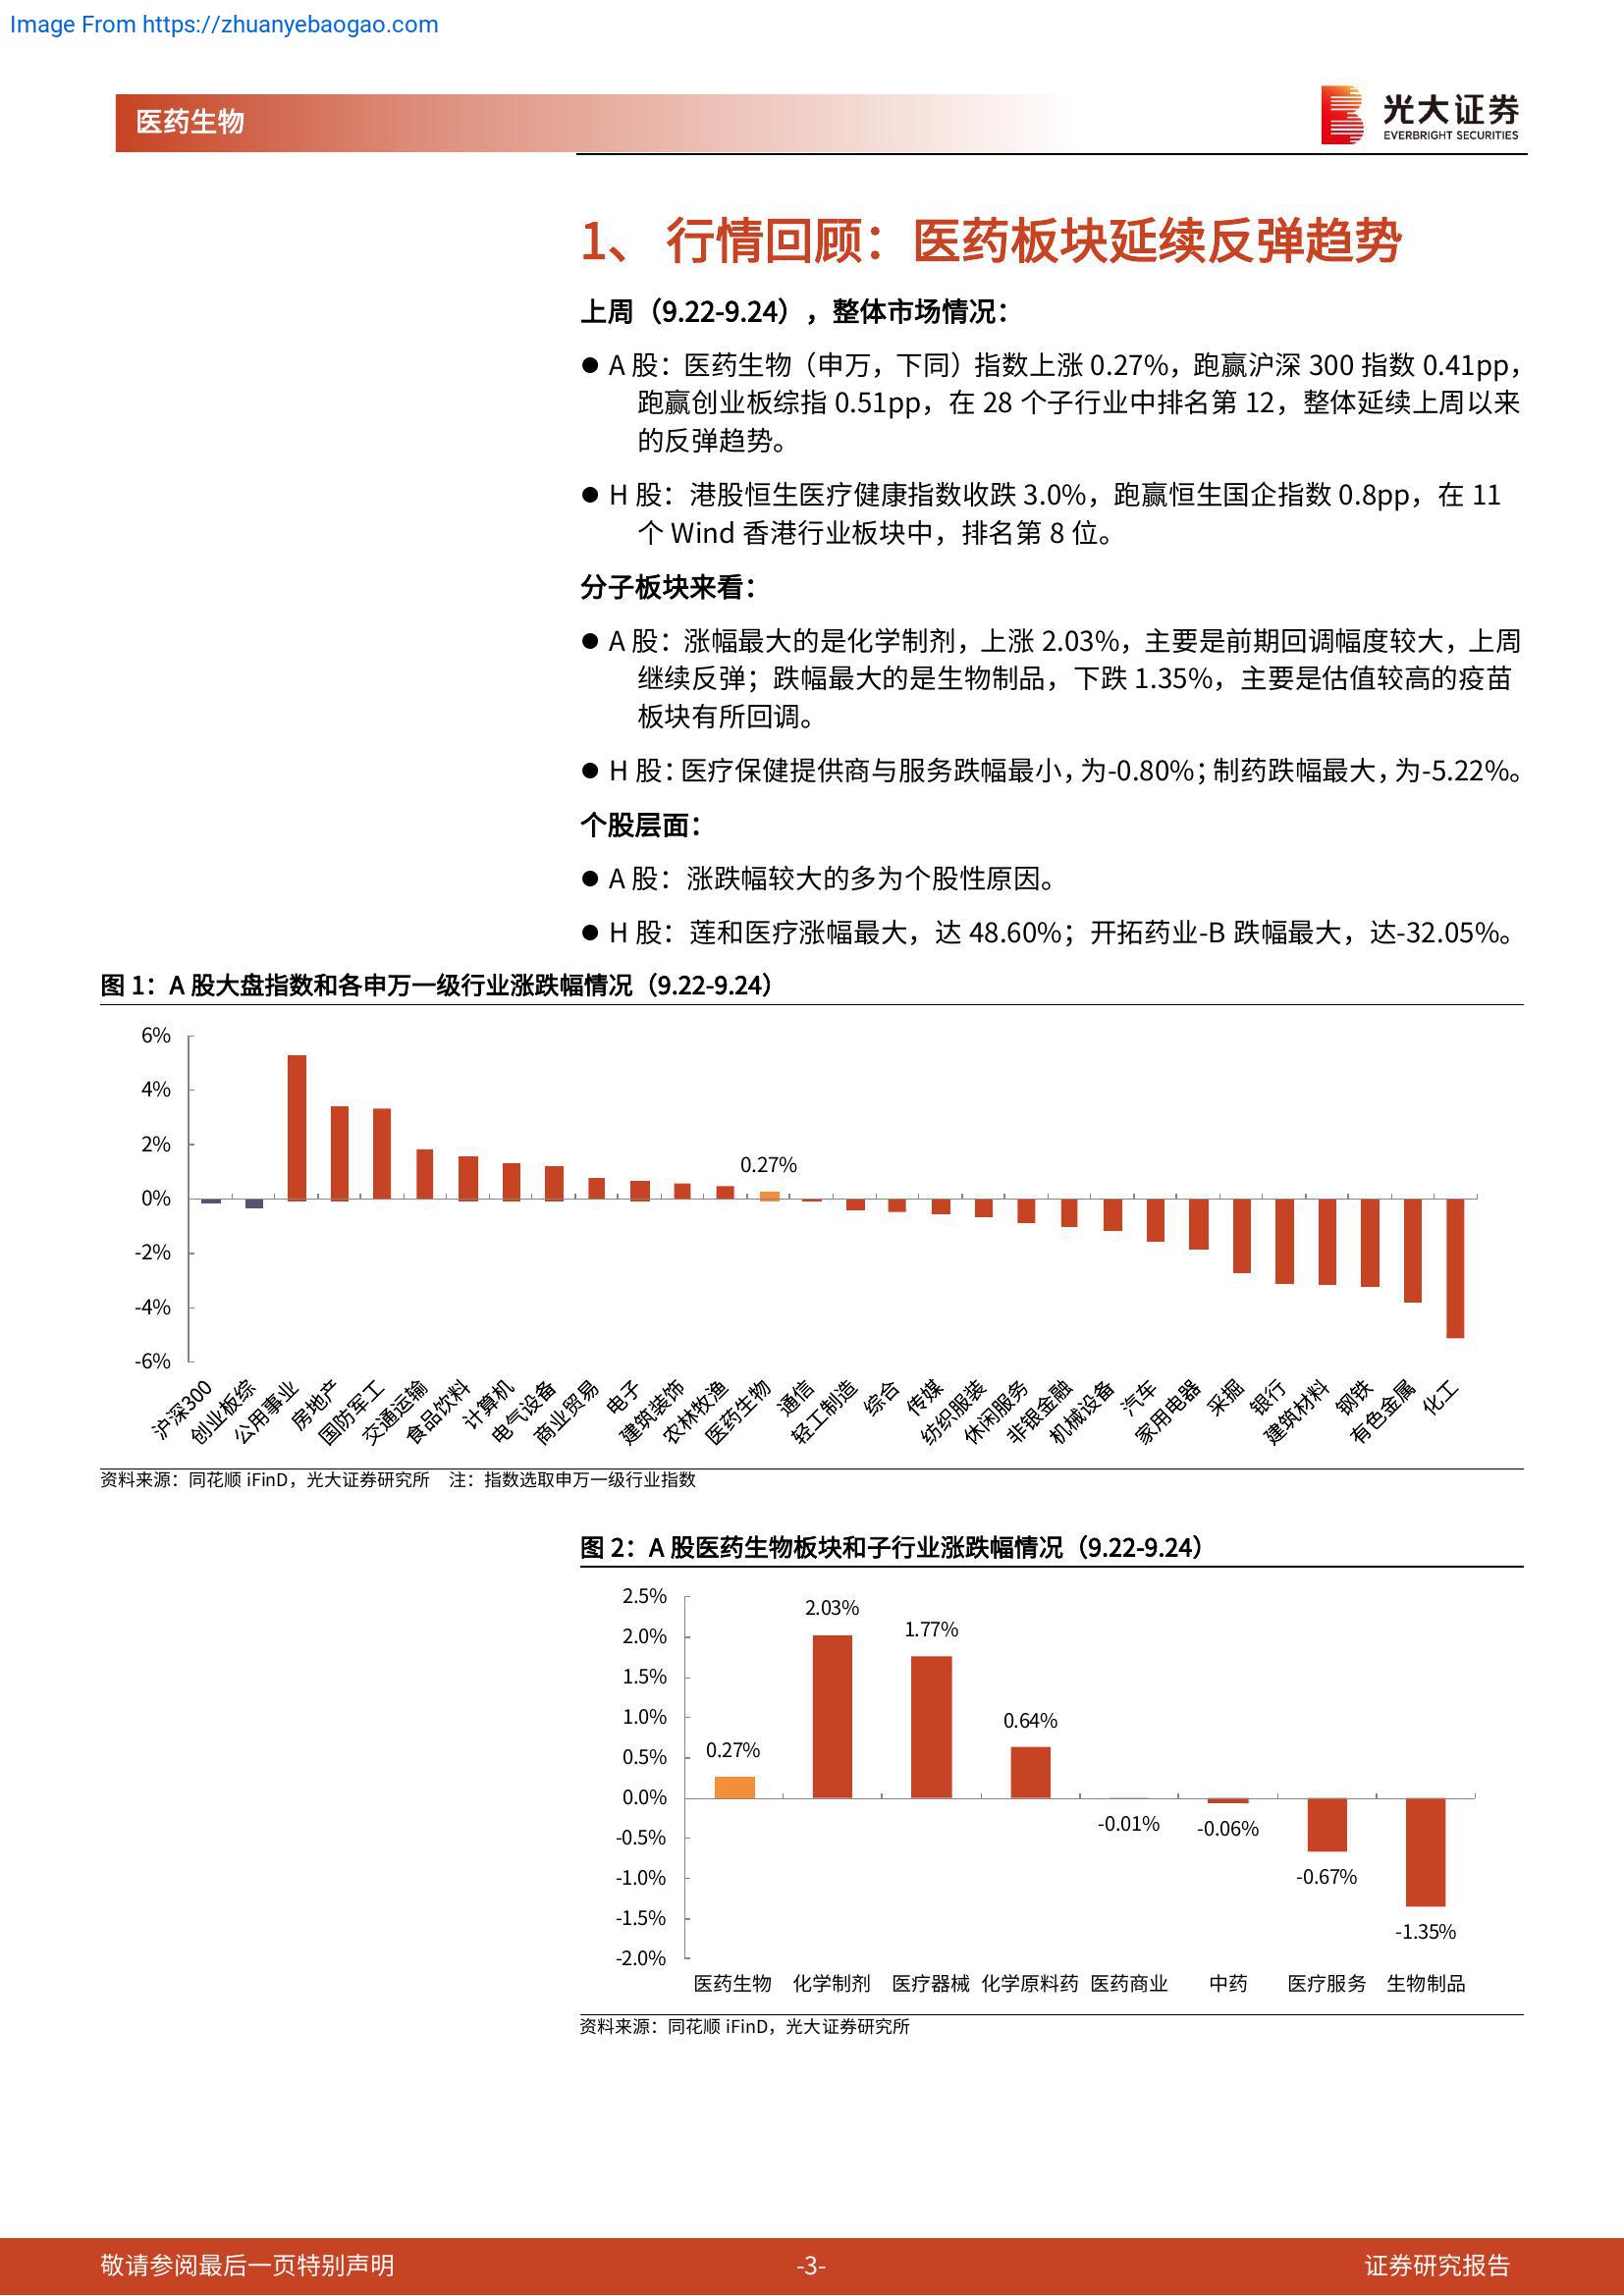 Image From https://zhuanyebaogao.com
医药生物
光大证券
EVERBRIGHT SECURITIES
1、 行情回顾：医药板块延续反弹趋势
上周（9.22-9.24），整体市场情况：
● A 股：医药生物（申万，下同）指数上涨 0.27%，跑赢沪深 300 指数 0.41pp，
跑赢创业板综指 0.51pp，在 28 个子行业中排名第 12，整体延续上周以来
的反弹趋势。
● H 股：港股恒生医疗健康指数收跌 3.0%，跑赢恒生国企指数 0.8pp，在 11
个 Wind 香港行业板块中，排名第 8 位。
分子板块来看：
● A 股：涨幅最大的是化学制剂，上涨 2.03%，主要是前期回调幅度较大，上周
继续反弹；跌幅最大的是生物制品，下跌 1.35%，主要是估值较高的疫苗
板块有所回调。
● H 股：医疗保健提供商与服务跌幅最小，为-0.80%；制药跌幅最大，为-5.22%。
个股层面：
● A 股：涨跌幅较大的多为个股性原因。
● H 股：莲和医疗涨幅最大，达 48.60%；开拓药业-B 跌幅最大，达-32.05%。
图 1：A 股大盘指数和各申万一级行业涨跌幅情况（9.22-9.24）
6%
4%
2%
0%
-2%
-4%
-6%
0.27%
沪深300
创业板综
公用事业
房地产
国防军工
交通运输
食品饮料
计算机
电气设备
商业贸易
电子
建筑装饰
农林牧渔
医药生物
通信
轻工制造
综合
传媒
纺织服装
休闲服务
非银金融
机械设备
汽车
家用电器
采掘
银行
建筑材料
钢铁
有色金属
化工
资料来源：同花顺 iFinD，光大证券研究所 注：指数选取申万一级行业指数
图 2：A 股医药生物板块和子行业涨跌幅情况（9.22-9.24）
2.5%
2.0%
1.5%
1.0%
0.5%
0.0%
-0.5%
-1.0%
-1.5%
-2.0%
0.27%
2.03%
1.77%
0.64%
-0.01%
-0.06%
-0.67%
-1.35%
医药生物 化学制剂 医疗器械 化学原料药 医药商业 中药 医疗服务 生物制品
资料来源：同花顺 iFinD，光大证券研究所
敬请参阅最后一页特别声明 -3- 证券研究报告